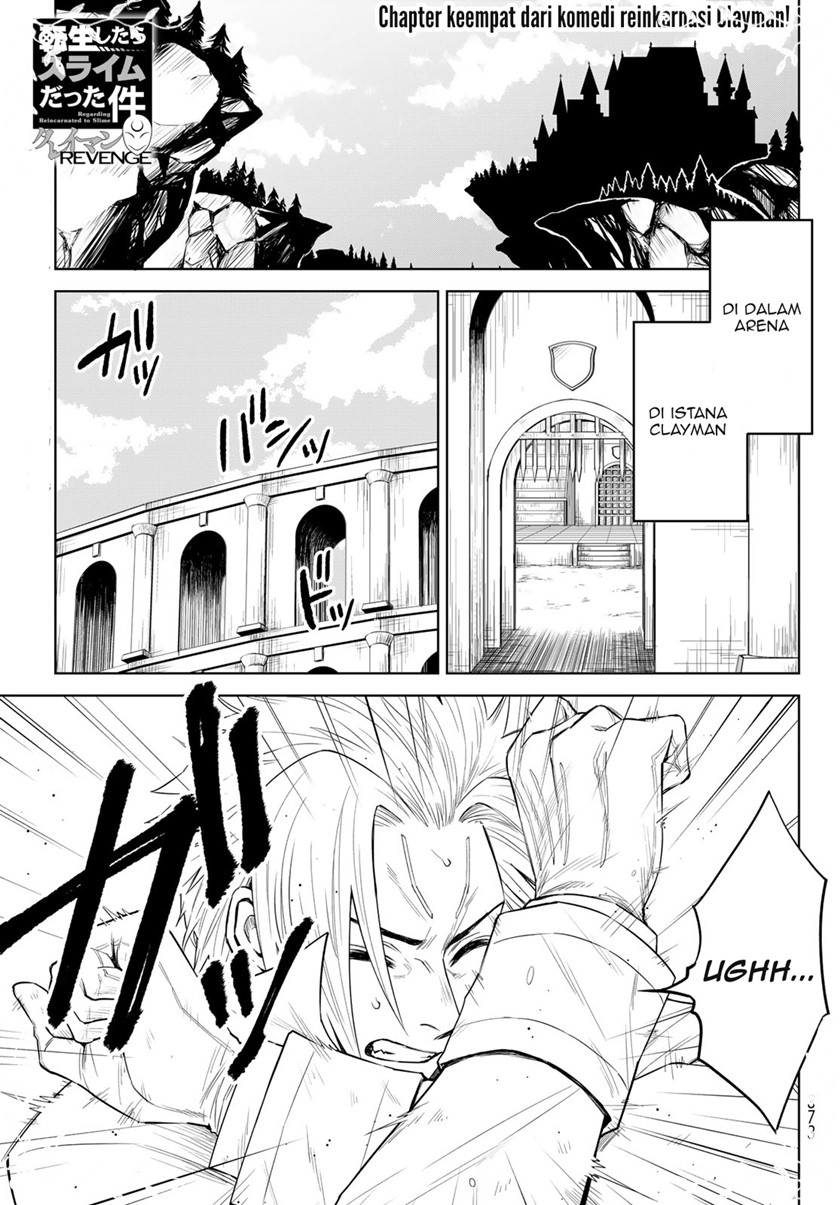 Chapter keempat dari komedi reinkarnasi Clayman!
転生したら
スライム
だった件
Regarding
Reincarnated to Slime
クレイマン
REVENGE
DI DALAM
ARENA
DI ISTANA
CLAYMAN
ガッ
バシッ
ドッ
ガッ
UGHH...